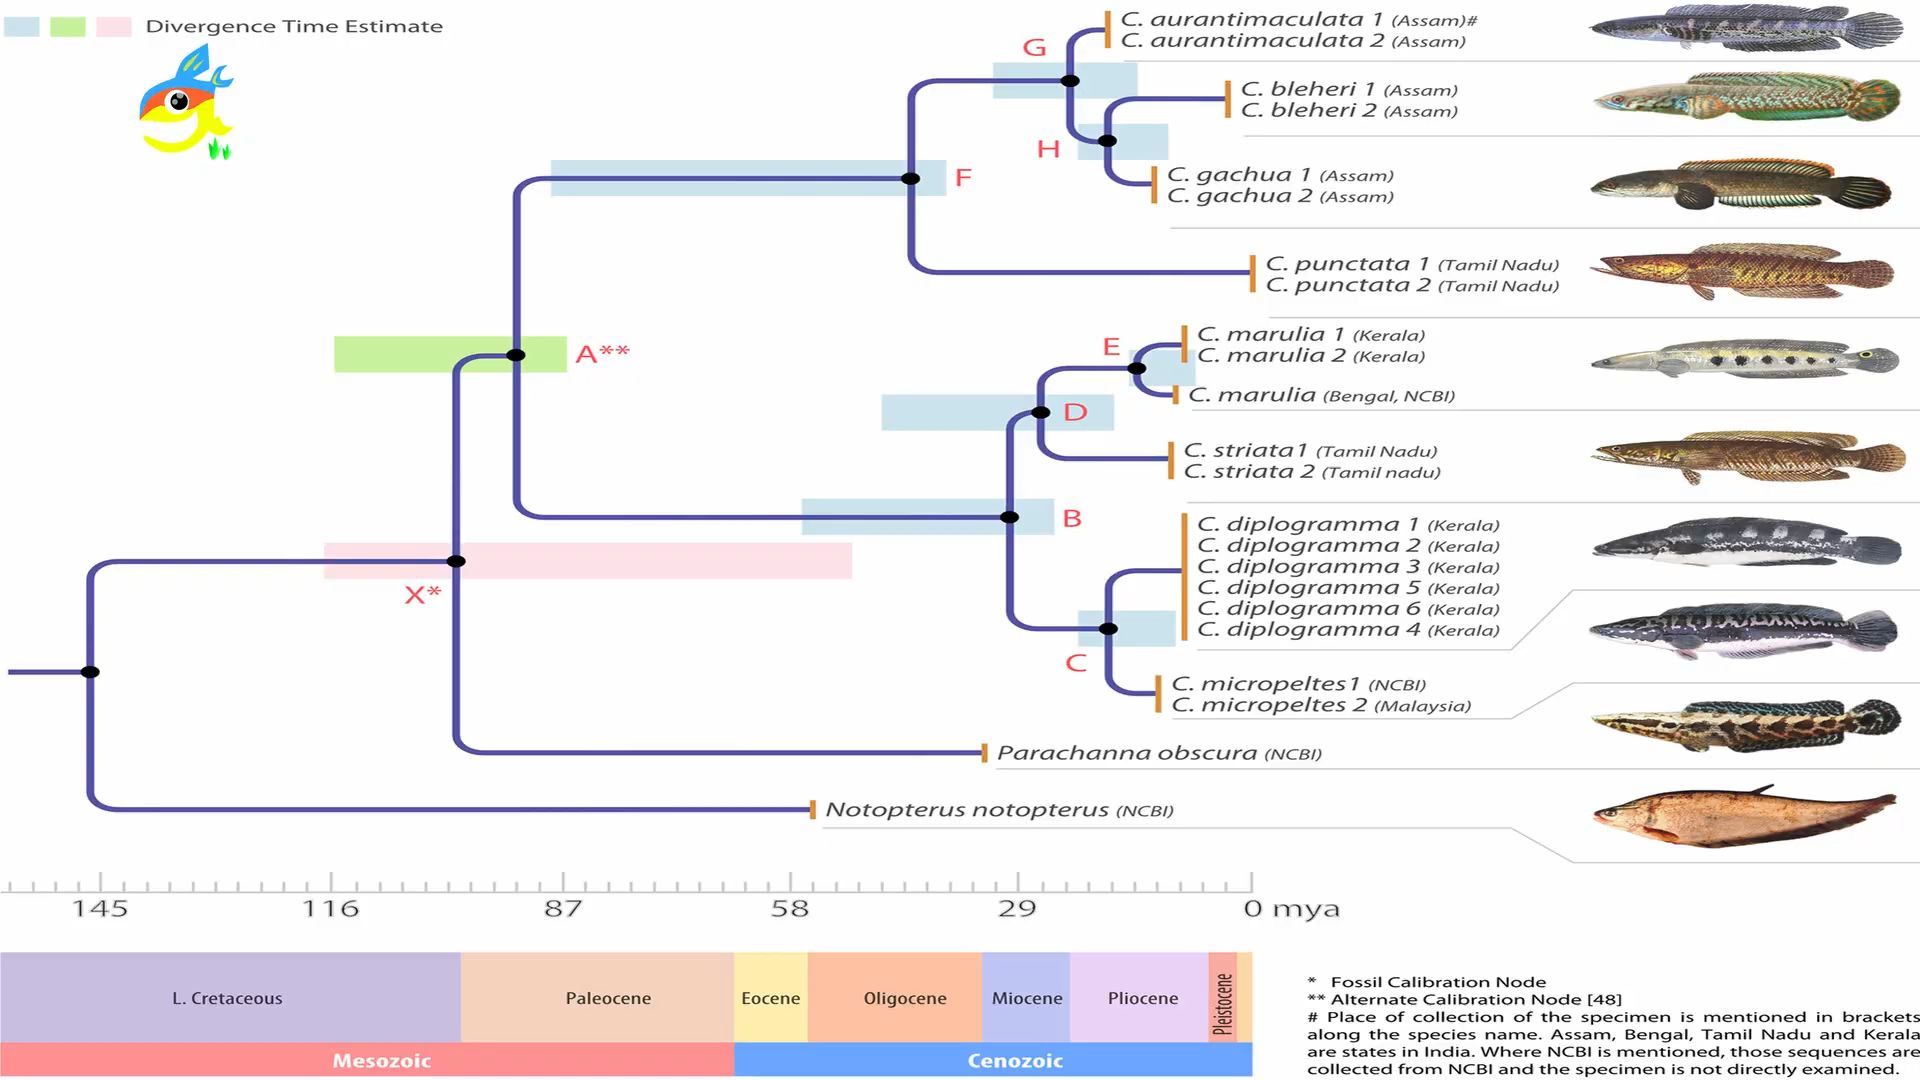 Divergence Time Estimate
C. aurantimaculata 1 (Assam)#
C. aurantimaculata 2 (Assam)
G
C. bleheri 1 (Assam)
C. bleheri 2 (Assam)
H
C. gachua 1 (Assam)
C. gachua 2 (Assam)
F
C. punctata 1 (Tamil Nadu)
C. punctata 2 (Tamil Nadu)
A**
C. marulia 1 (Kerala)
E
C. marulia 2 (Kerala)
C. marulia (Bengal, NCBI)
D
C. striata1 (Tamil Nadu)
C. striata 2 (Tamil nadu)
B
C. diplogramma 1 (Kerala)
C. diplogramma 2 (Kerala)
C. diplogramma 3 (Kerala)
C. diplogramma 5 (Kerala)
C. diplogramma 6 (Kerala)
C. diplogramma 4 (Kerala)
X*
C
C. micropeltes1 (NCBI)
C. micropeltes 2 (Malaysia)
Parachanna obscura (NCBI)
Notopterus notopterus (NCBI)
145 116 87 58 29 0 mya
L. Cretaceous Paleocene Eocene Oligocene Miocene Pliocene Pleistocene
Mesozoic Cenozoic
* Fossil Calibration Node
** Alternate Calibration Node [48]
# Place of collection of the specimen is mentioned in brackets
along the species name. Assam, Bengal, Tamil Nadu and Kerala
are states in India. Where NCBI is mentioned, those sequences are
collected from NCBI and the specimen is not directly examined.